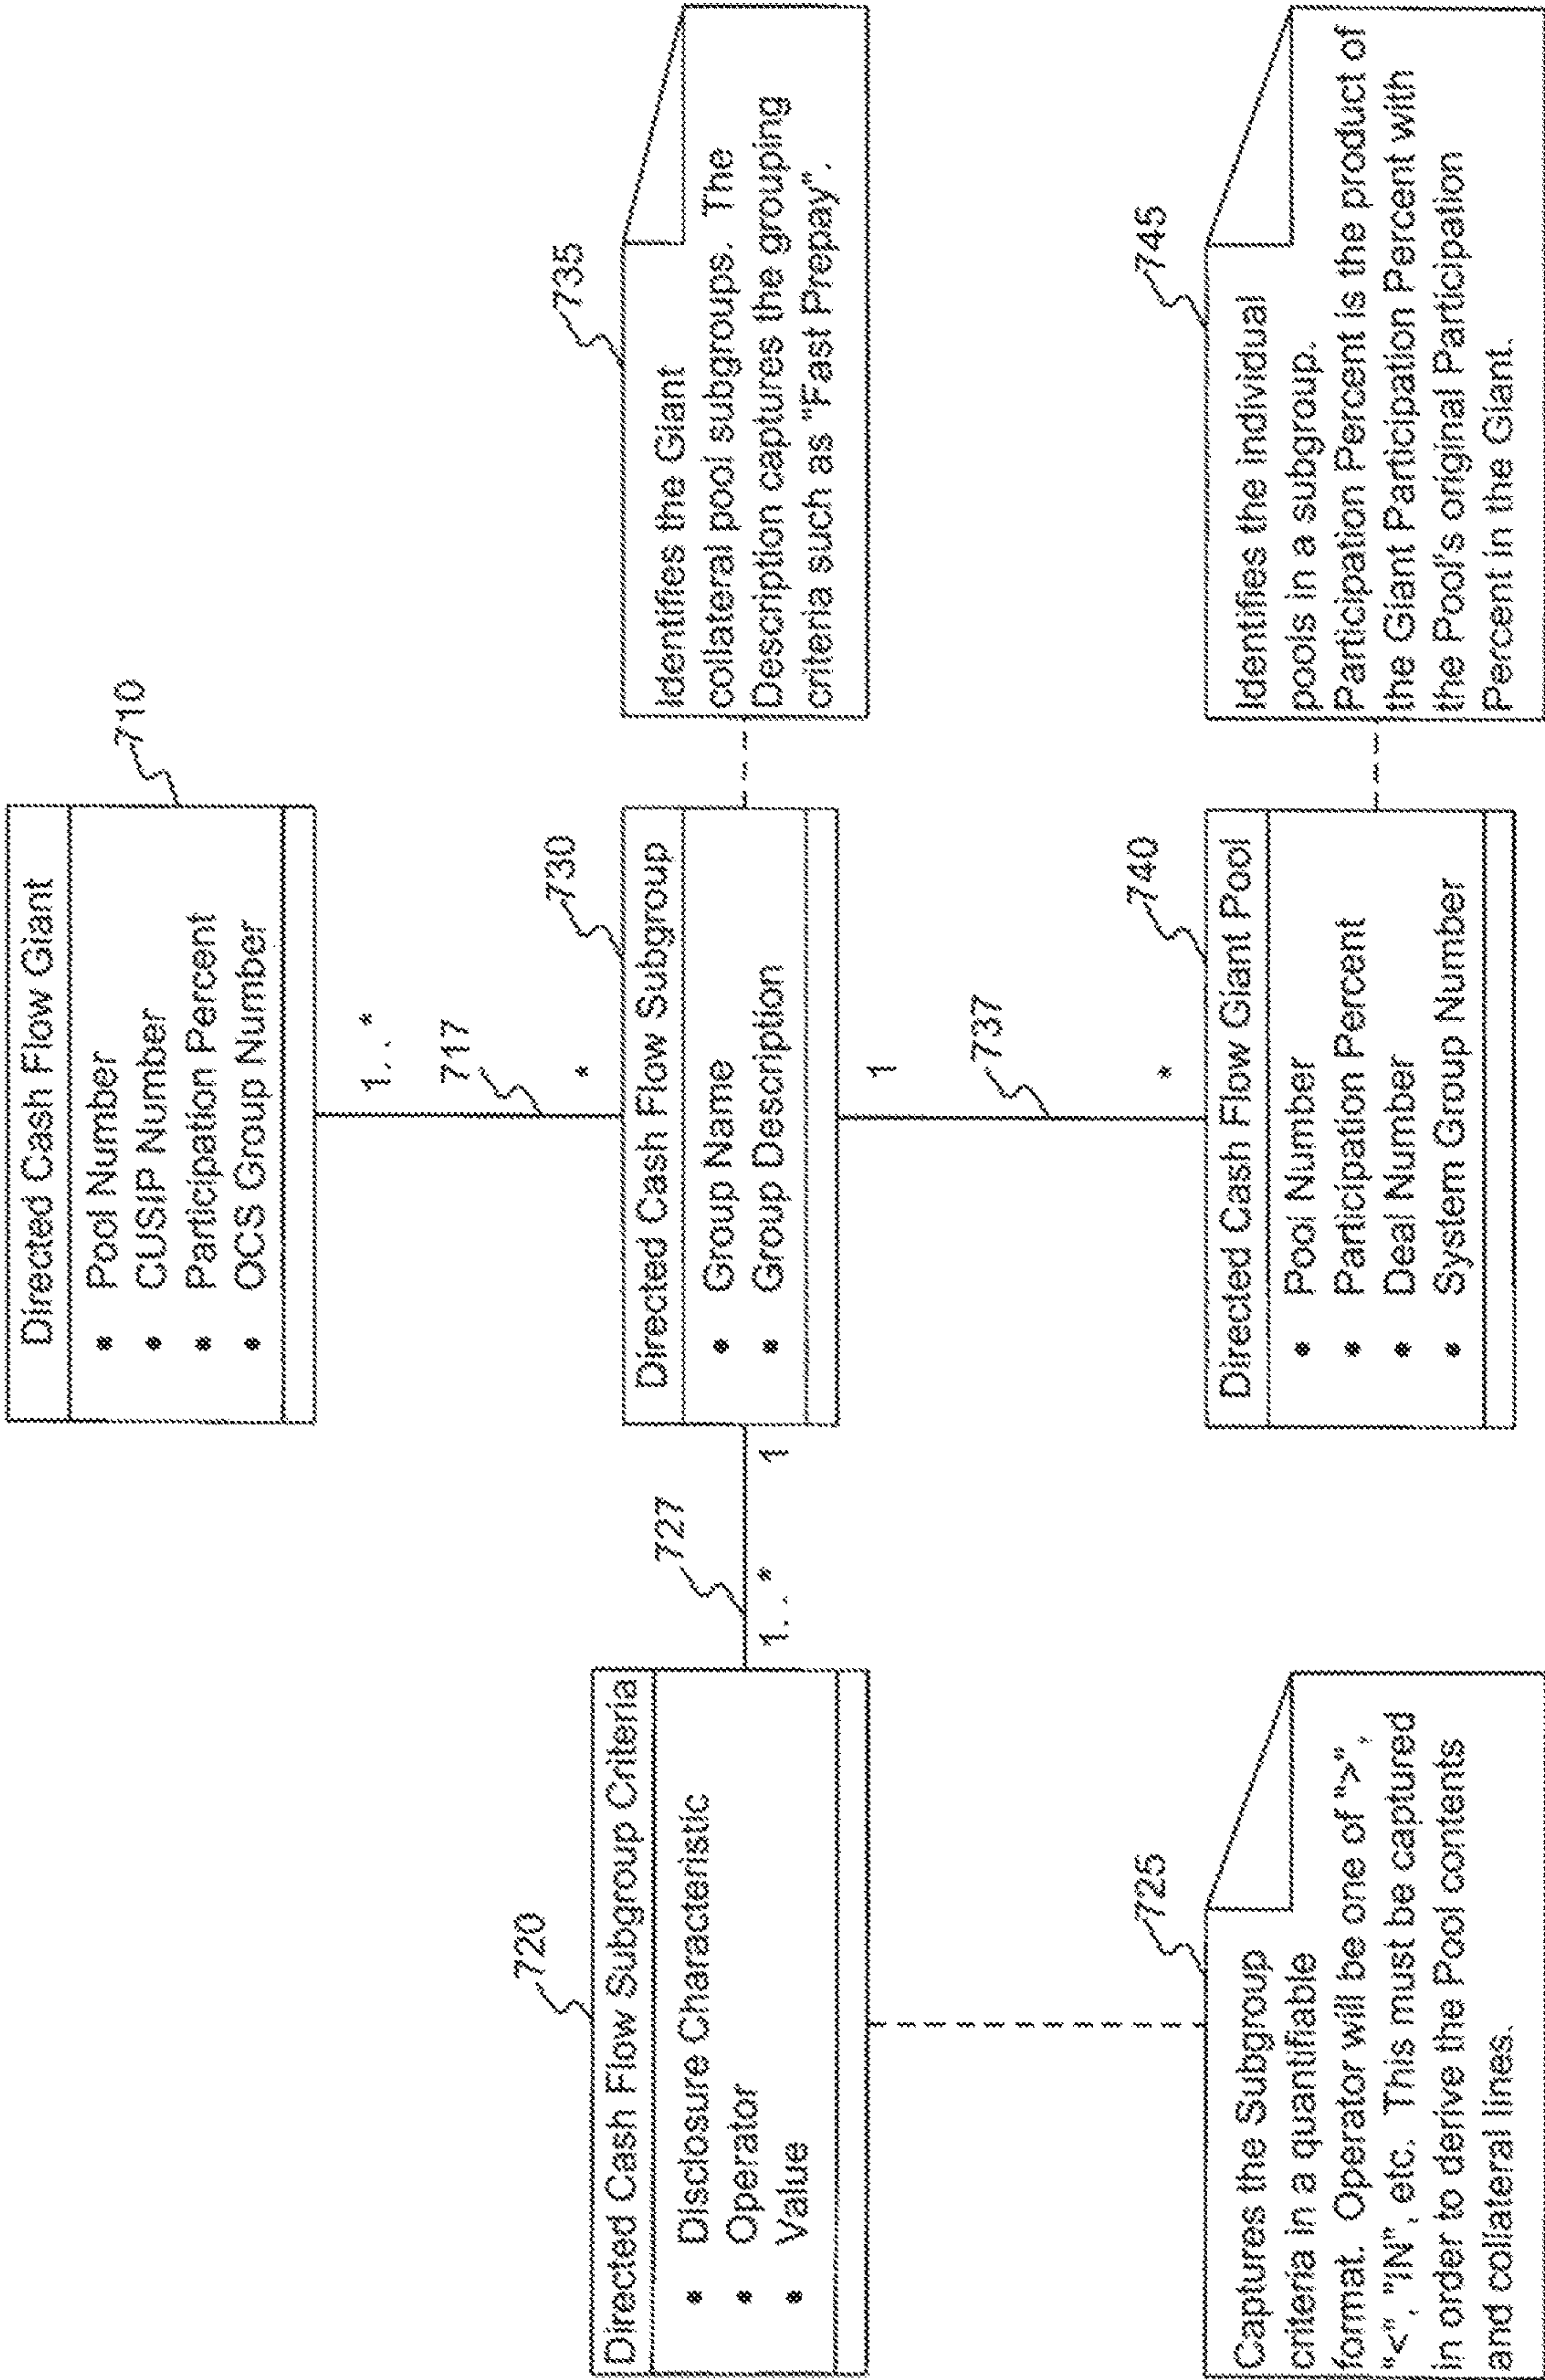 Directed Cash Flow Giant
• Pool Number
• CUSIP Number
• Participation Percent
• OCS Group Number
710
1..*
717
*
720
Directed Cash Flow Subgroup Criteria
• Disclosure Characteristic
• Operator
• Value
727
1..*
1
730
Directed Cash Flow Subgroup
• Group Name
• Group Description
735
Identifies the Giant
collateral pool subgroups. The
Description captures the grouping
criteria such as "Fast Prepay".
1
737
*
725
Captures the Subgroup
criteria in a quantifiable
format. Operator will be one of ">",
"<", "IN", etc. This must be captured
in order to derive the Pool contents
and collateral lines.
740
Directed Cash Flow Giant Pool
• Pool Number
• Participation Percent
• Deal Number
• System Group Number
745
Identifies the individual
pools in a subgroup.
Participation Percent is the product of
the Giant Participation Percent with
the Pool's original Participation
Percent in the Giant.